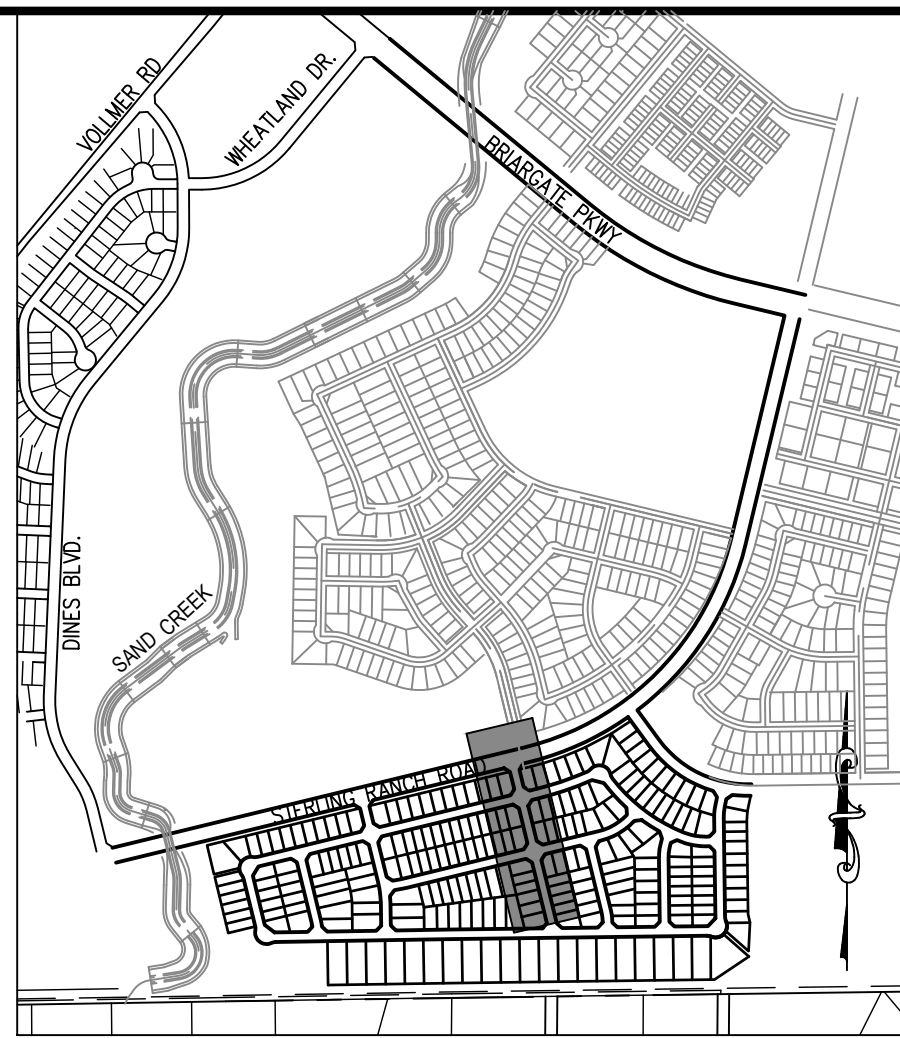 VOLLMER RD
WHEATLAND DR.
BRIARGATE PKWY
DINES BLVD.
SAND CREEK
STERLING RANCH ROAD